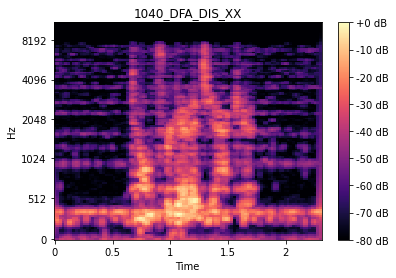 1040_DFA_DIS_XX
+0 dB
8192
-10 dB
4096
-20 dB
-30 dB
2048
-40 dB
Hz
1024
-50 dB
512
-60 dB
-70 dB
0
-80 dB
0 0.5 1 1.5 2
Time